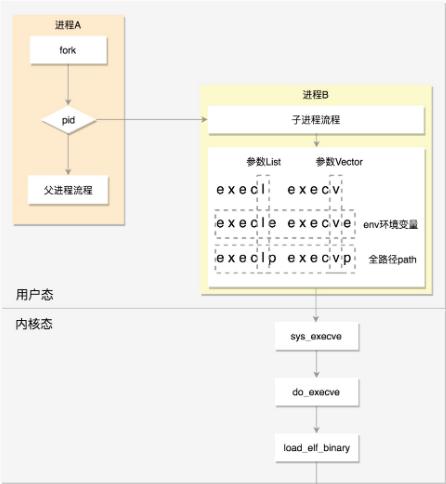 进程A
fork
pid
父进程流程
进程B
子进程流程
参数List 参数Vector
execl execv
execle execve env环境变量
execlp execvp 全路径path
用户态
内核态
sys_execve
do_execve
load_elf_binary